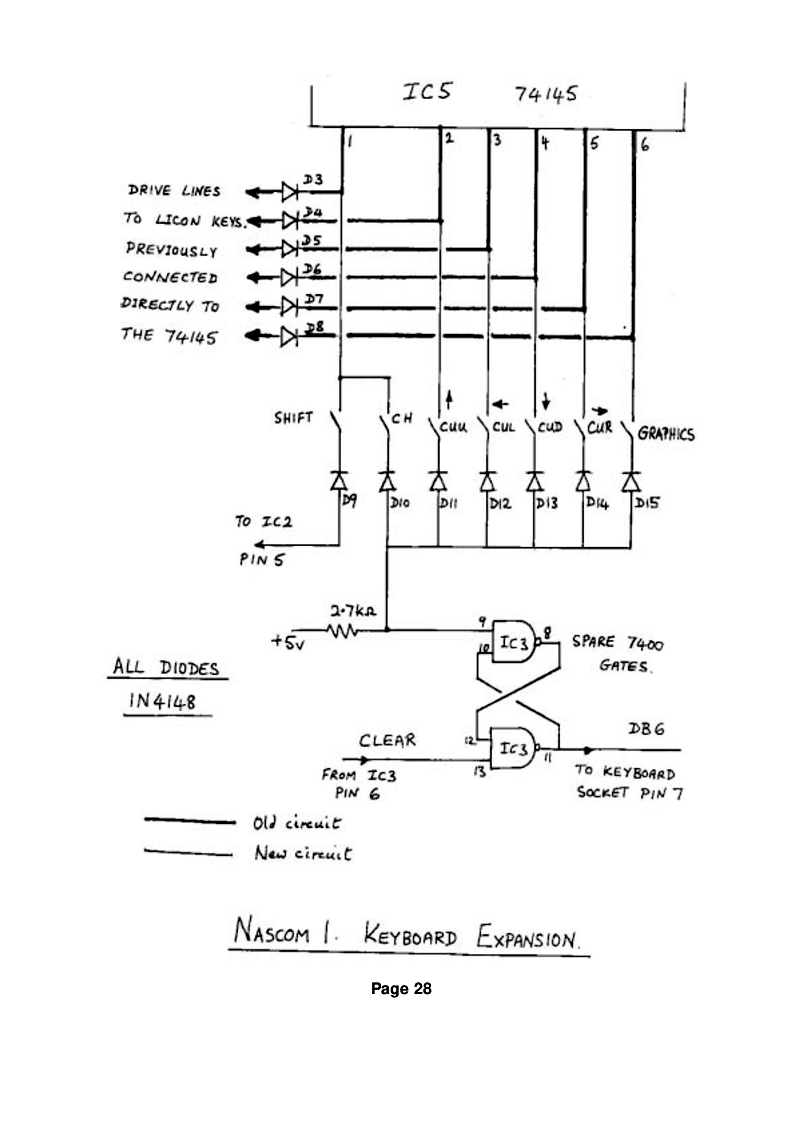 IC5 74145
1 2 3 4 5 6
DRIVE LINES D3
TO LICON KEYS. D4
PREVIOUSLY D5
CONNECTED D6
DIRECTLY TO D7
THE 74145 D8
SHIFT CH CUU CUL CUD CUR GRAPHICS
D9 D10 D11 D12 D13 D14 D15
TO IC2
PIN 5
2.7kΩ
+5v
9 IC3 8
10
SPARE 7400
GATES.
ALL DIODES
IN4148
12 IC3 11
13
DB6
CLEAR
FROM IC3
PIN 6
TO KEYBOARD
SOCKET PIN 7
Old circuit
New circuit
NASCOM 1. KEYBOARD EXPANSION.
Page 28